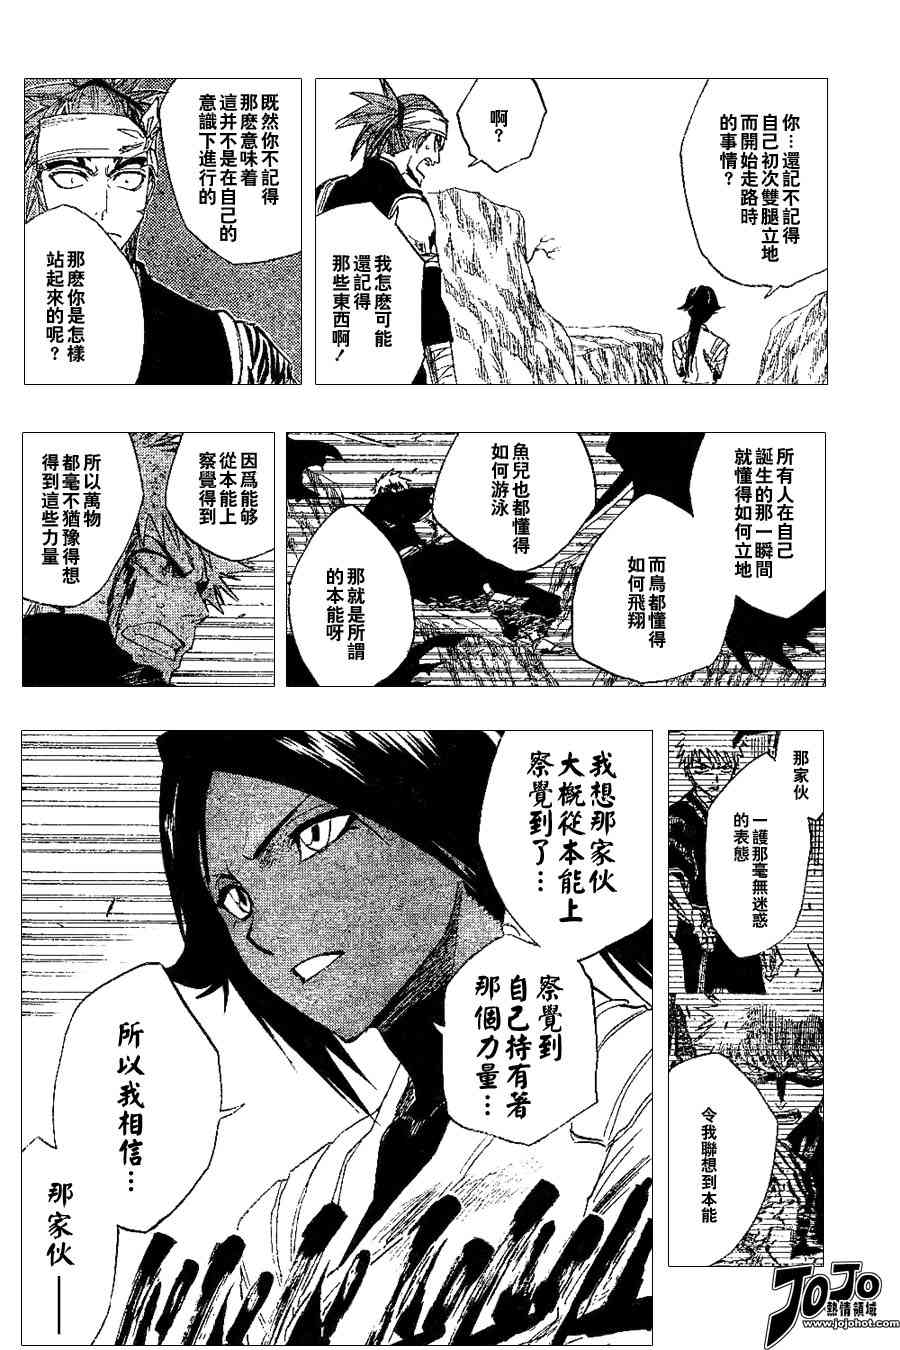 你…還記不記得
自己初次雙腿立地
而開始走路時
的事情？
啊？
我怎麽可能
還記得
那些東西啊！
既然你不記得
那麽意味着
這并不是在自己的
意識下進行的
那麽你是怎樣
站起來的呢？
所有人在自己
誕生的那一瞬間
就懂得如何立地
而鳥都懂得
如何飛翔
魚兒也都懂得
如何游泳
那就是所謂
的本能呀
因爲能够
從本能上
察覺得到
所以萬物
都毫不猶豫得想
得到這些力量
那家伙
一護那毫無迷惑
的表態
令我聯想到本能
我想那家伙
大概從本能上
察覺到了…
察覺到
自己持有著
那個力量…
所以我相信…
那家伙——
JOJO
熱情領域
www.jojohot.com